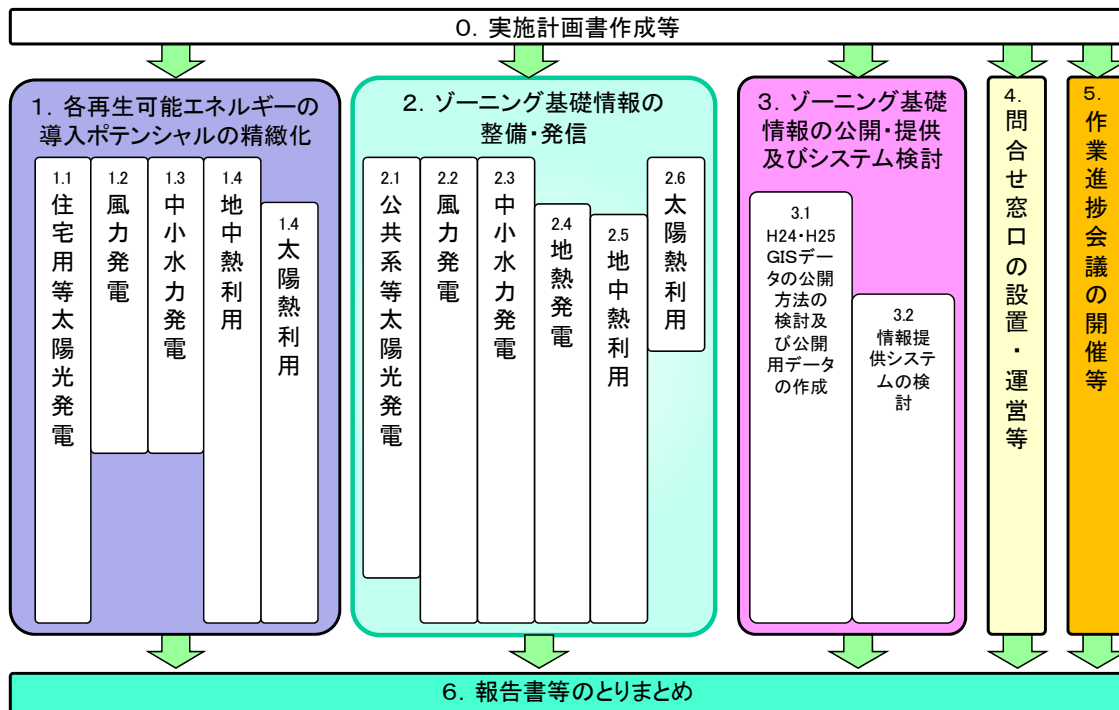 0．実施計画書作成等
1．各再生可能エネルギーの
導入ポテンシャルの精緻化
1.1
住宅用等太陽光発電
1.2
風力発電
1.3
中小水力発電
1.4
地中熱利用
1.4
太陽熱利用
2．ゾーニング基礎情報の
整備・発信
2.1
公共系等太陽光発電
2.2
風力発電
2.3
中小水力発電
2.4
地熱発電
2.5
地中熱利用
2.6
太陽熱利用
3．ゾーニング基礎
情報の公開・提供
及びシステム検討
3.1
H24・H25
GISデー
タの公開
方法の
検討及
び公開
用データ
の作成
3.2
情報提
供システ
ムの検
討
4．
問合せ窓口の設置・運営等
5．
作業進捗会議の開催等
6．報告書等のとりまとめ